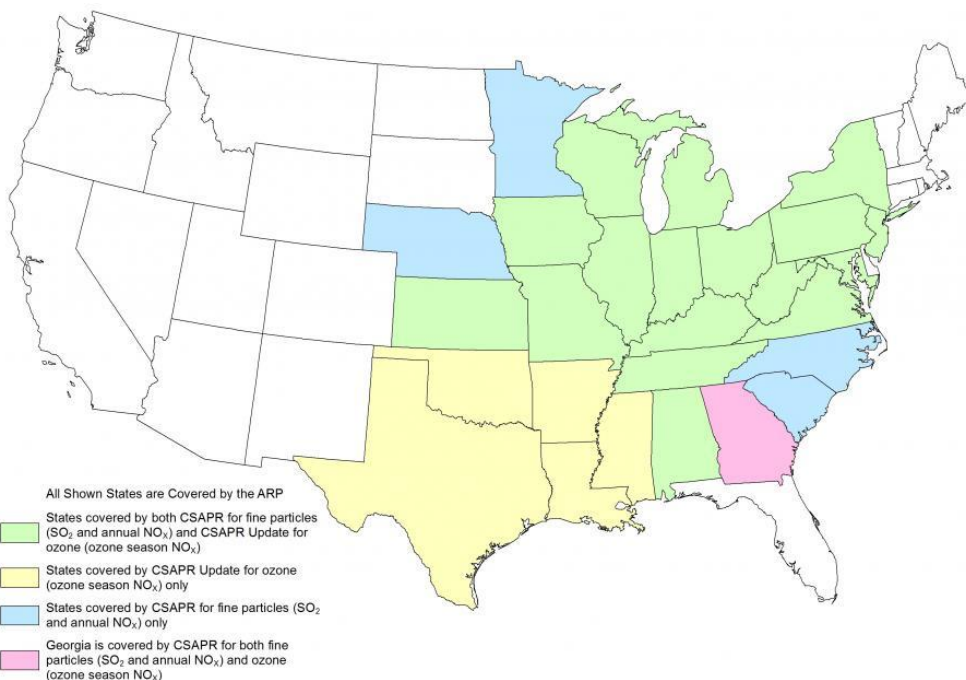 All Shown States are Covered by the ARP
States covered by both CSAPR for fine particles
(SO₂ and annual NOₓ) and CSAPR Update for
ozone (ozone season NOₓ)
States covered by CSAPR Update for ozone
(ozone season NOₓ) only
States covered by CSAPR for fine particles (SO₂
and annual NOₓ) only
Georgia is covered by CSAPR for both fine
particles (SO₂ and annual NOₓ) and ozone
(ozone season NOₓ)